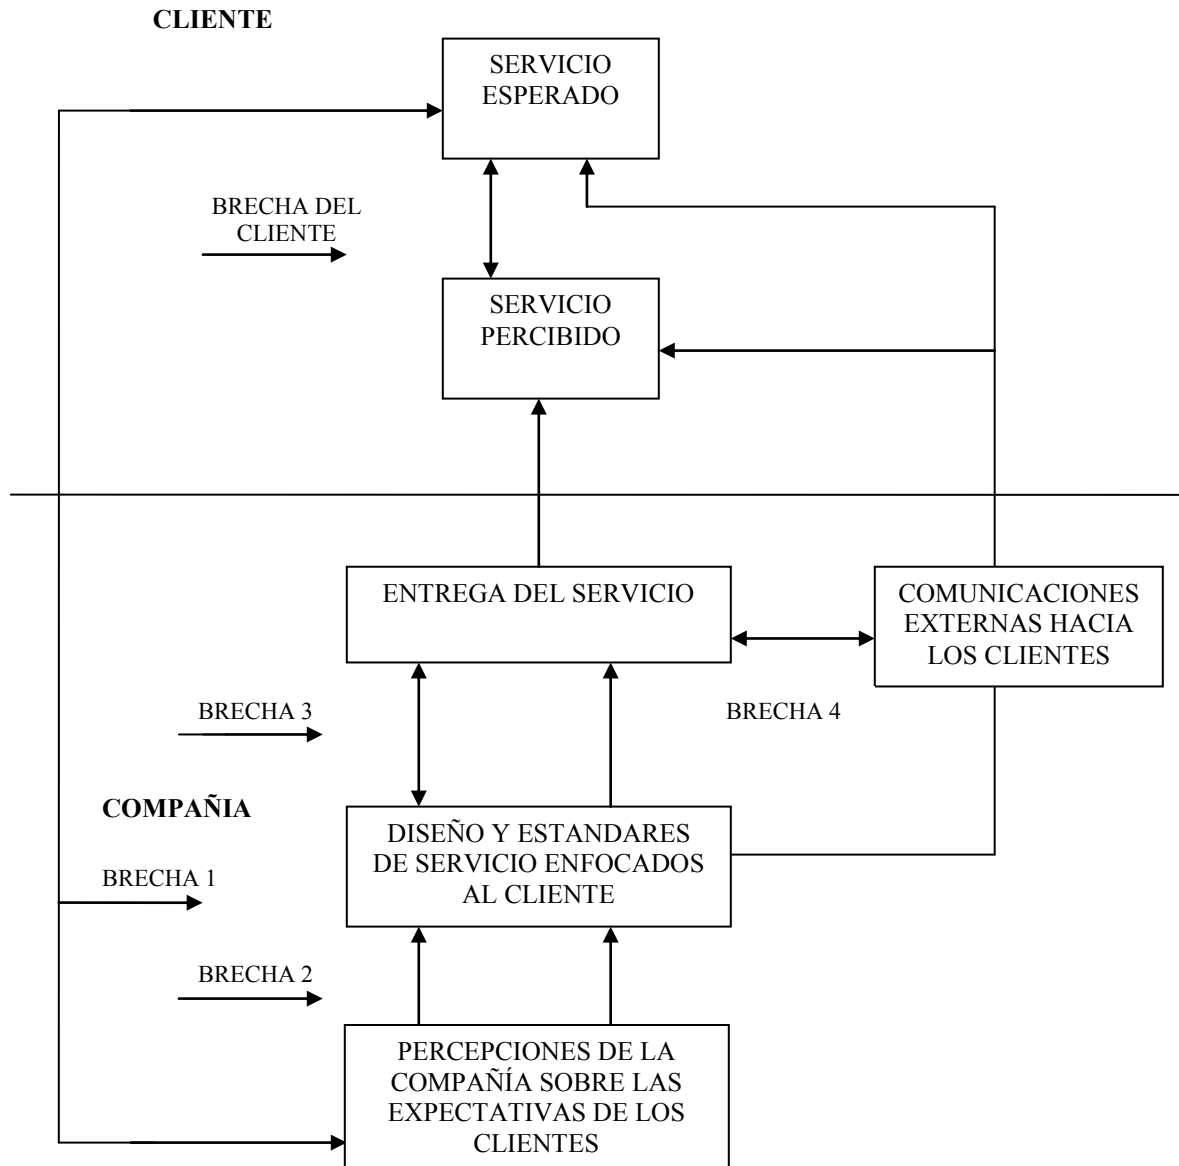 CLIENTE
SERVICIO
ESPERADO
BRECHA DEL
CLIENTE
SERVICIO
PERCIBIDO
ENTREGA DEL SERVICIO
COMUNICACIONES
EXTERNAS HACIA
LOS CLIENTES
BRECHA 3
BRECHA 4
COMPAÑIA
DISEÑO Y ESTANDARES
DE SERVICIO ENFOCADOS
AL CLIENTE
BRECHA 1
BRECHA 2
PERCEPCIONES DE LA
COMPAÑÍA SOBRE LAS
EXPECTATIVAS DE LOS
CLIENTES